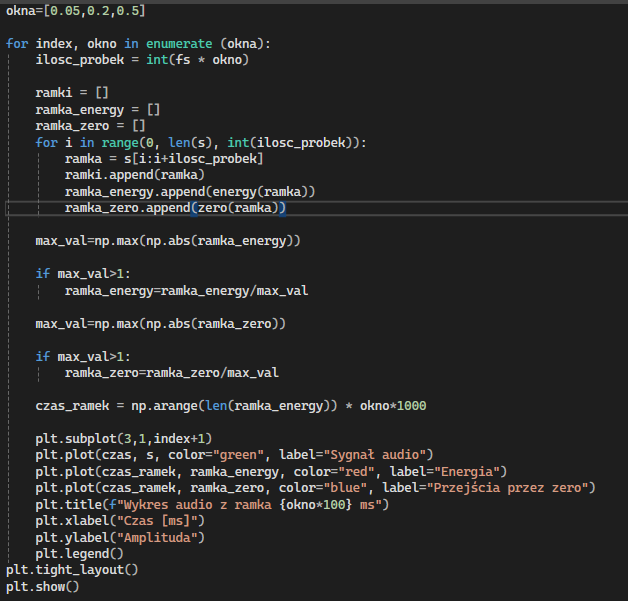 okna=[0.05,0.2,0.5]
for index, okno in enumerate (okna):
ilosc_probek = int(fs * okno)
ramki = []
ramka_energy = []
ramka_zero = []
for i in range(0, len(s), int(ilosc_probek)):
ramka = s[i:i+ilosc_probek]
ramki.append(ramka)
ramka_energy.append(energy(ramka))
ramka_zero.append(zero(ramka))
max_val=np.max(np.abs(ramka_energy))
if max_val>1:
ramka_energy=ramka_energy/max_val
max_val=np.max(np.abs(ramka_zero))
if max_val>1:
ramka_zero=ramka_zero/max_val
czas_ramek = np.arange(len(ramka_energy)) * okno*1000
plt.subplot(3,1,index+1)
plt.plot(czas, s, color="green", label="Sygnał audio")
plt.plot(czas_ramek, ramka_energy, color="red", label="Energia")
plt.plot(czas_ramek, ramka_zero, color="blue", label="Przejścia przez zero")
plt.title(f"Wykres audio z ramka {okno*100} ms")
plt.xlabel("Czas [ms]")
plt.ylabel("Amplituda")
plt.legend()
plt.tight_layout()
plt.show()